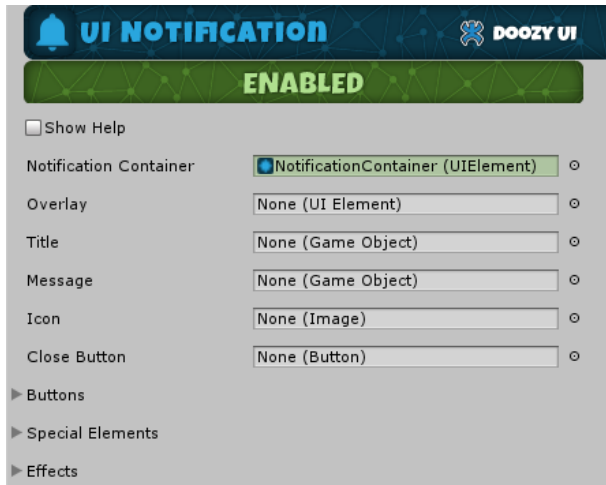 UI NOTIFICATION DOOZY UI
ENABLED
Show Help
Notification Container NotificationContainer (UIElement)
Overlay None (UI Element)
Title None (Game Object)
Message None (Game Object)
Icon None (Image)
Close Button None (Button)
Buttons
Special Elements
Effects